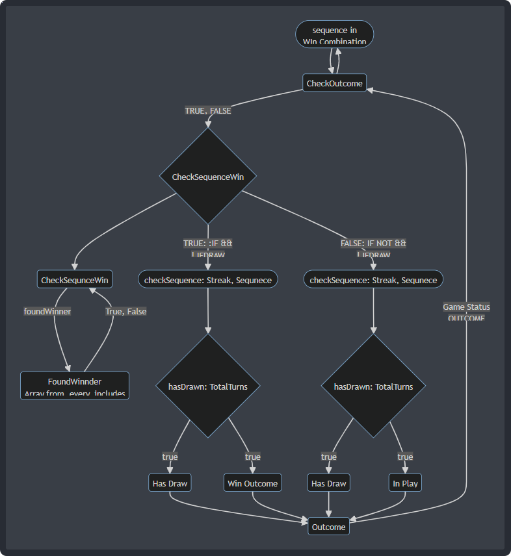 sequence in
Win Combination
CheckOutcome
TRUE, FALSE
CheckSequenceWin
TRUE: :IF &&
FALSE: IF NOT &&
CheckSequnceWin
checkSequence: Streak, Sequnece
checkSequence: Streak, Sequnece
foundWinner
True, False
Game Status
OUTCOME
FoundWinnder
Array from, every, includes
hasDrawn: TotalTurns
hasDrawn: TotalTurns
true
true
true
true
Has Draw
Win Outcome
Has Draw
In Play
Outcome